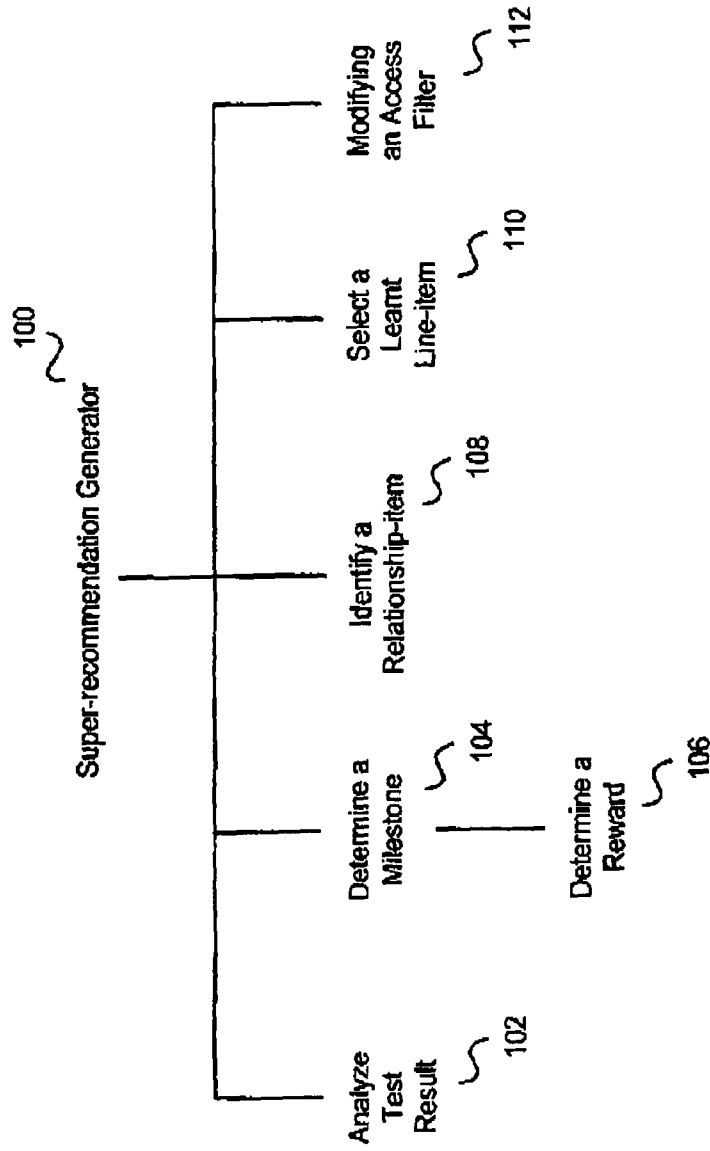 100
Super-recommendation Generator
Analyze
Test
Result
102
Determine a
Milestone
104
Determine a
Reward
106
Identify a
Relationship-item
108
Select a
Learnt
Line-item
110
Modifying
an Access
Filter
112